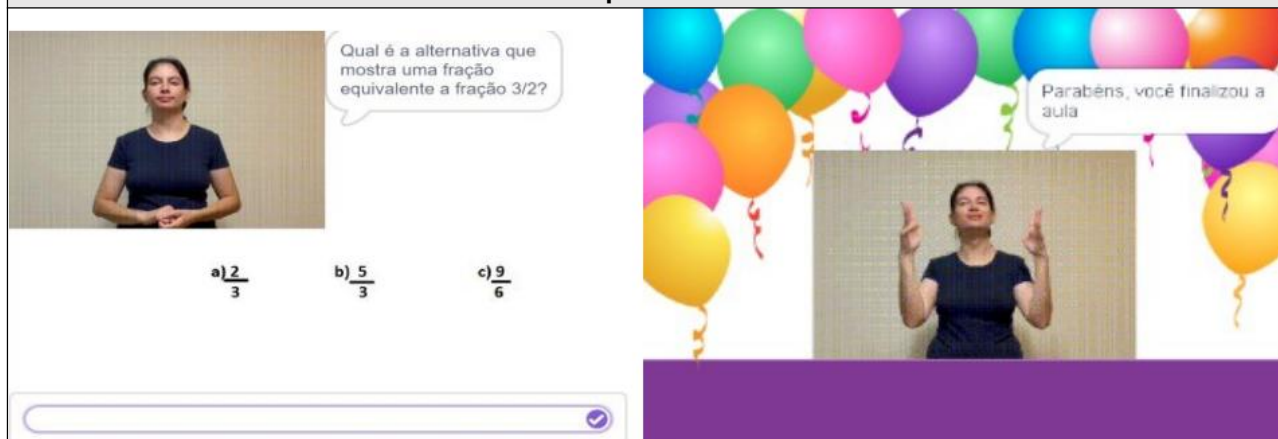 Qual é a alternativa que
mostra uma fração
equivalente a fração 3/2?
a) 2/3 b) 5/3 c) 9/6
Parabéns, você finalizou a
aula